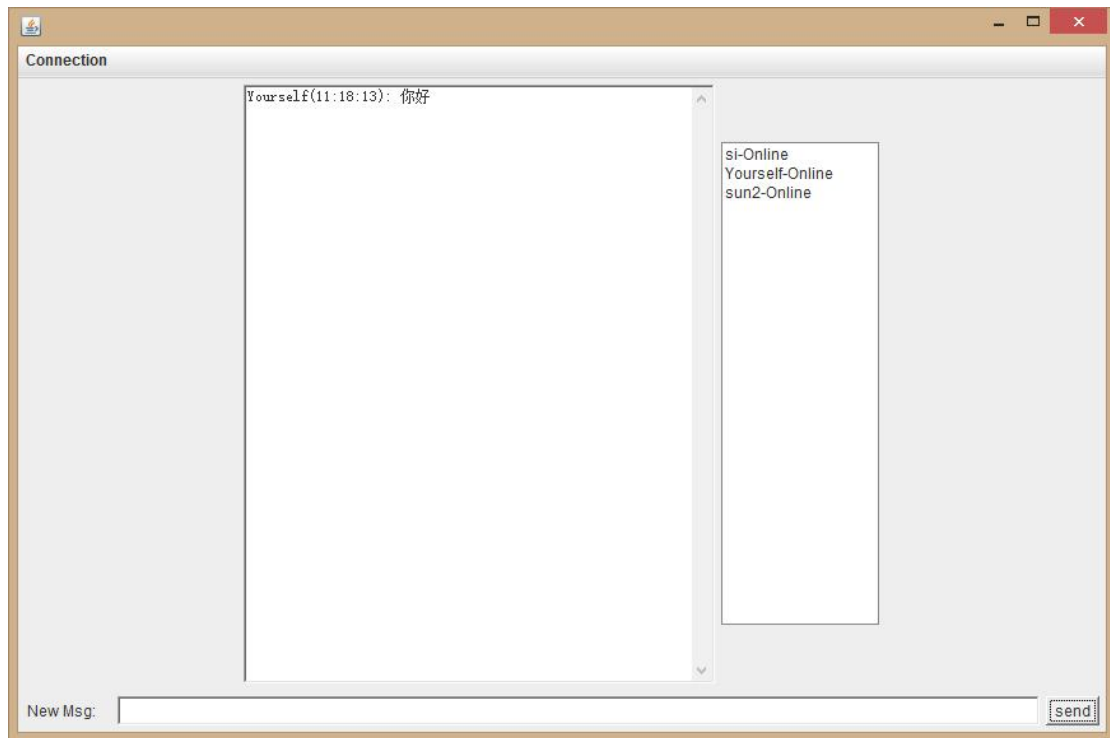 Connection
Yourself(11:18:13): 你好
si-Online
Yourself-Online
sun2-Online
New Msg:
send